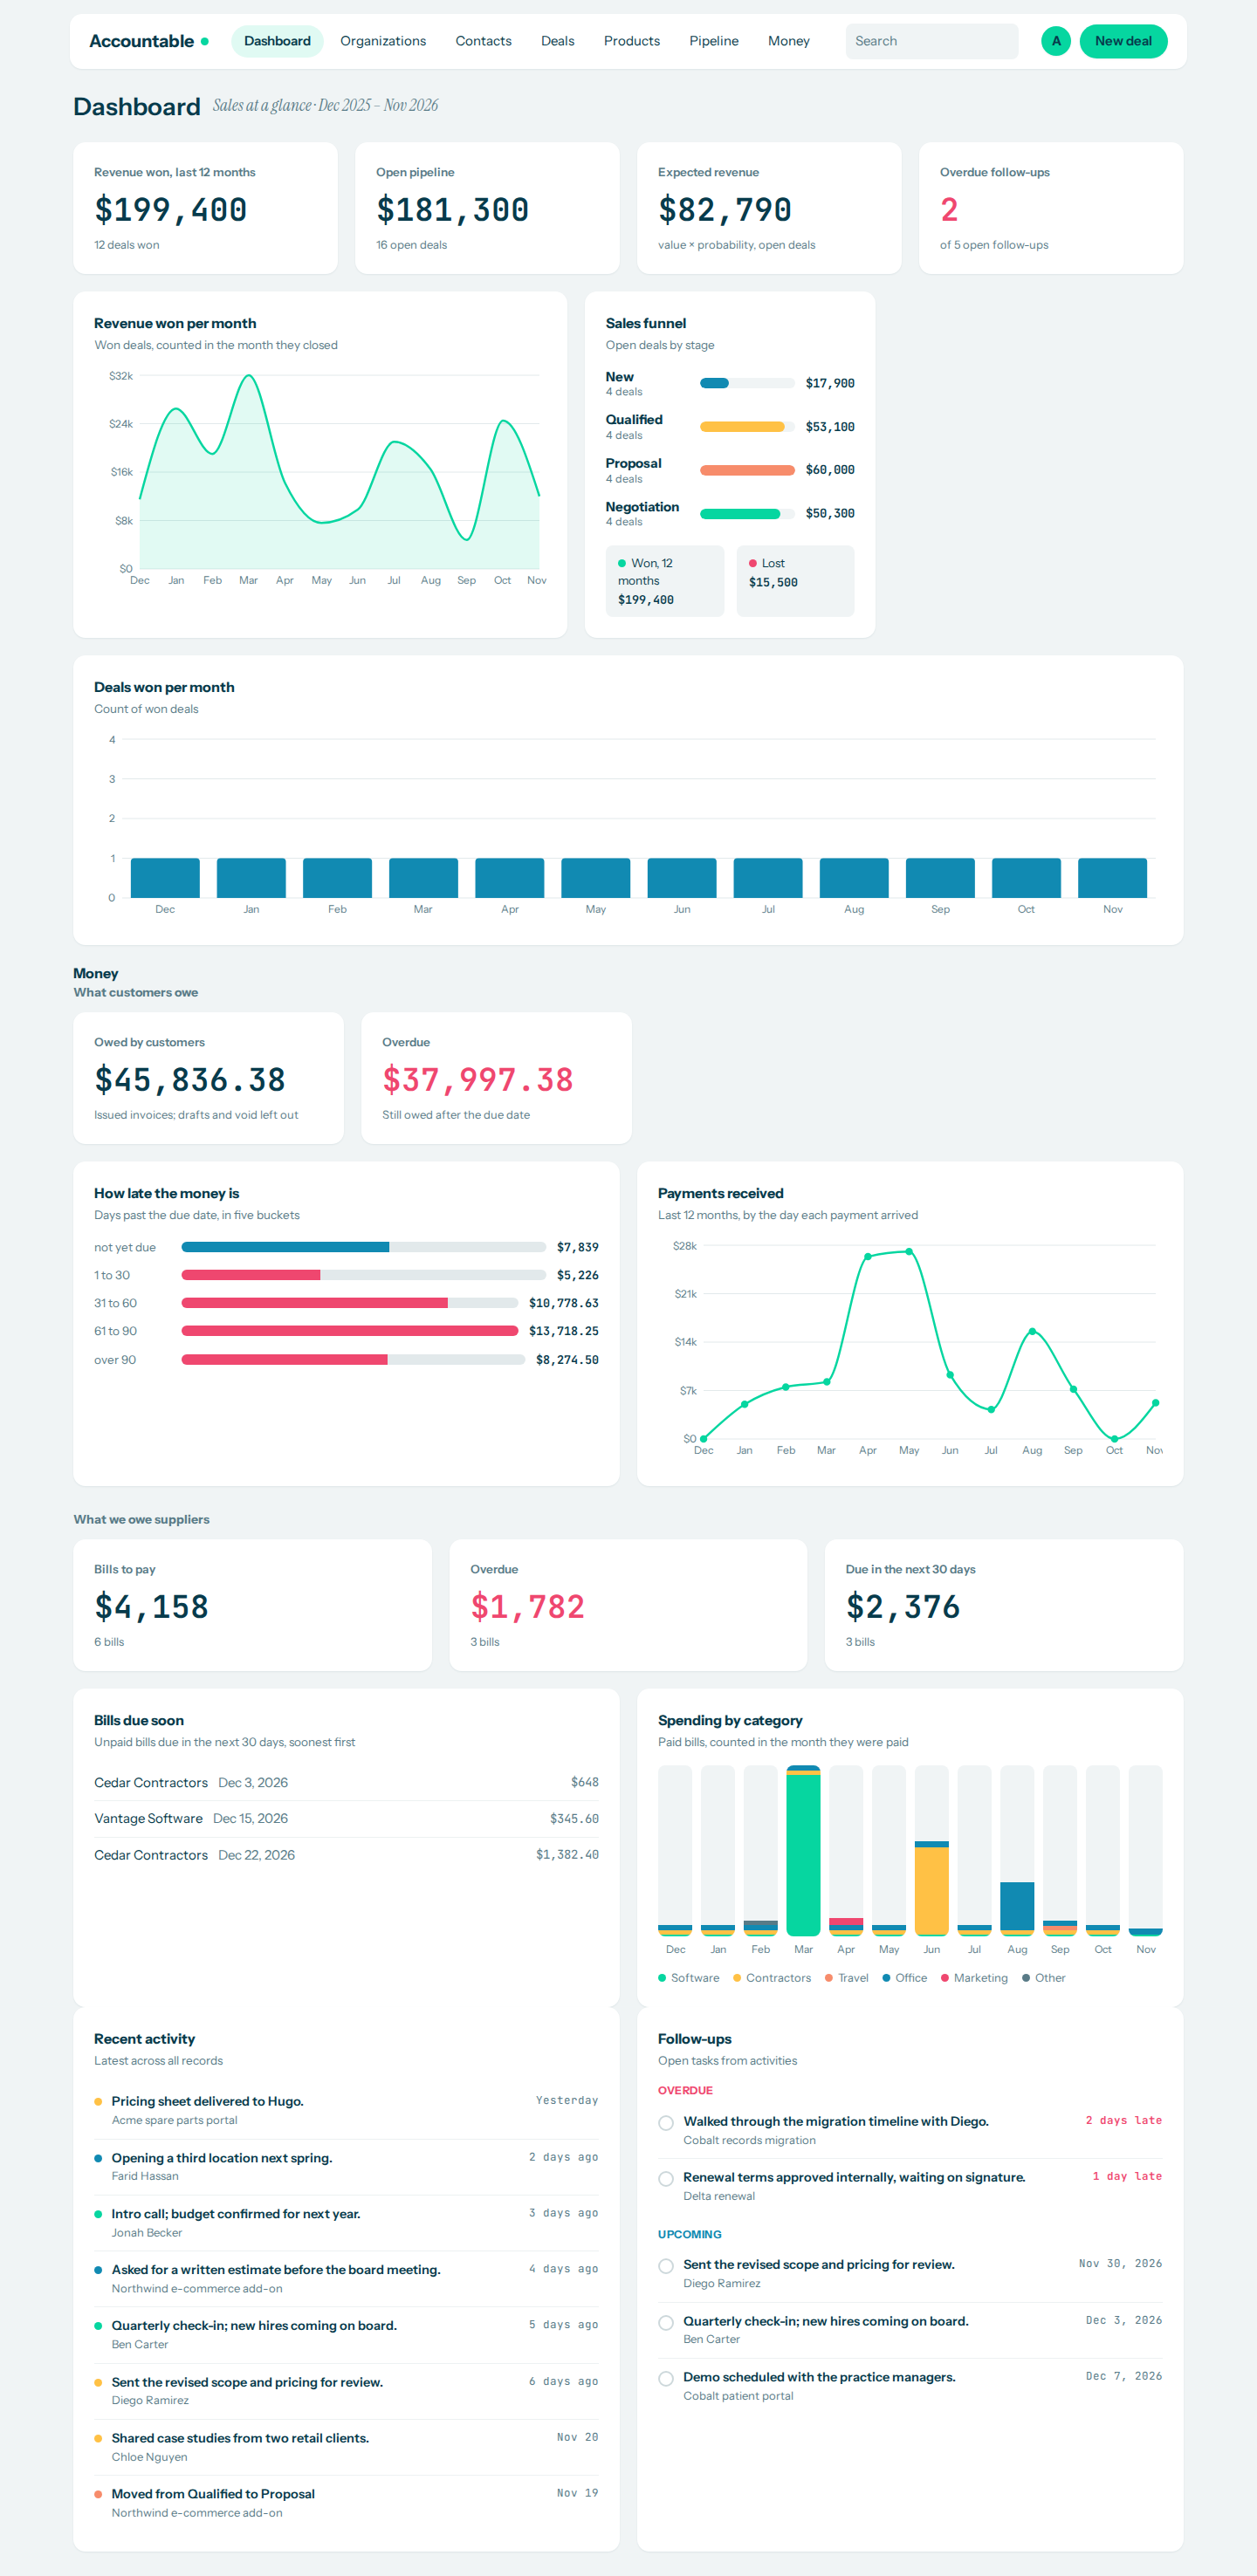 Accountable
Dashboard
Organizations
Contacts
Deals
Products
Pipeline
Money
Search
A
New deal
Dashboard
Sales at a glance · Dec 2025 – Nov 2026
Revenue won, last 12 months
$199,400
12 deals won
Open pipeline
$181,300
16 open deals
Expected revenue
$82,790
value × probability, open deals
Overdue follow-ups
2
of 5 open follow-ups
Revenue won per month
Won deals, counted in the month they closed
$32k
$24k
$16k
$8k
$0
Dec Jan Feb Mar Apr May Jun Jul Aug Sep Oct Nov
Sales funnel
Open deals by stage
New
4 deals
$17,900
Qualified
4 deals
$53,100
Proposal
4 deals
$60,000
Negotiation
4 deals
$50,300
Won, 12
months
$199,400
Lost
$15,500
Deals won per month
Count of won deals
4
3
2
1
0
Dec Jan Feb Mar Apr May Jun Jul Aug Sep Oct Nov
Money
What customers owe
Owed by customers
$45,836.38
Issued invoices; drafts and void left out
Overdue
$37,997.38
Still owed after the due date
How late the money is
Days past the due date, in five buckets
not yet due $7,839
1 to 30 $5,226
31 to 60 $10,778.63
61 to 90 $13,718.25
over 90 $8,274.50
Payments received
Last 12 months, by the day each payment arrived
$28k
$21k
$14k
$7k
$0
Dec Jan Feb Mar Apr May Jun Jul Aug Sep Oct Nov
What we owe suppliers
Bills to pay
$4,158
6 bills
Overdue
$1,782
3 bills
Due in the next 30 days
$2,376
3 bills
Bills due soon
Unpaid bills due in the next 30 days, soonest first
Cedar Contractors Dec 3, 2026 $648
Vantage Software Dec 15, 2026 $345.60
Cedar Contractors Dec 22, 2026 $1,382.40
Spending by category
Paid bills, counted in the month they were paid
Dec Jan Feb Mar Apr May Jun Jul Aug Sep Oct Nov
Software Contractors Travel Office Marketing Other
Recent activity
Latest across all records
Pricing sheet delivered to Hugo. Yesterday
Acme spare parts portal
Opening a third location next spring. 2 days ago
Farid Hassan
Intro call; budget confirmed for next year. 3 days ago
Jonah Becker
Asked for a written estimate before the board meeting. 4 days ago
Northwind e-commerce add-on
Quarterly check-in; new hires coming on board. 5 days ago
Ben Carter
Sent the revised scope and pricing for review. 6 days ago
Diego Ramirez
Shared case studies from two retail clients. Nov 20
Chloe Nguyen
Moved from Qualified to Proposal Nov 19
Northwind e-commerce add-on
Follow-ups
Open tasks from activities
OVERDUE
Walked through the migration timeline with Diego. 2 days late
Cobalt records migration
Renewal terms approved internally, waiting on signature. 1 day late
Delta renewal
UPCOMING
Sent the revised scope and pricing for review. Nov 30, 2026
Diego Ramirez
Quarterly check-in; new hires coming on board. Dec 3, 2026
Ben Carter
Demo scheduled with the practice managers. Dec 7, 2026
Cobalt patient portal